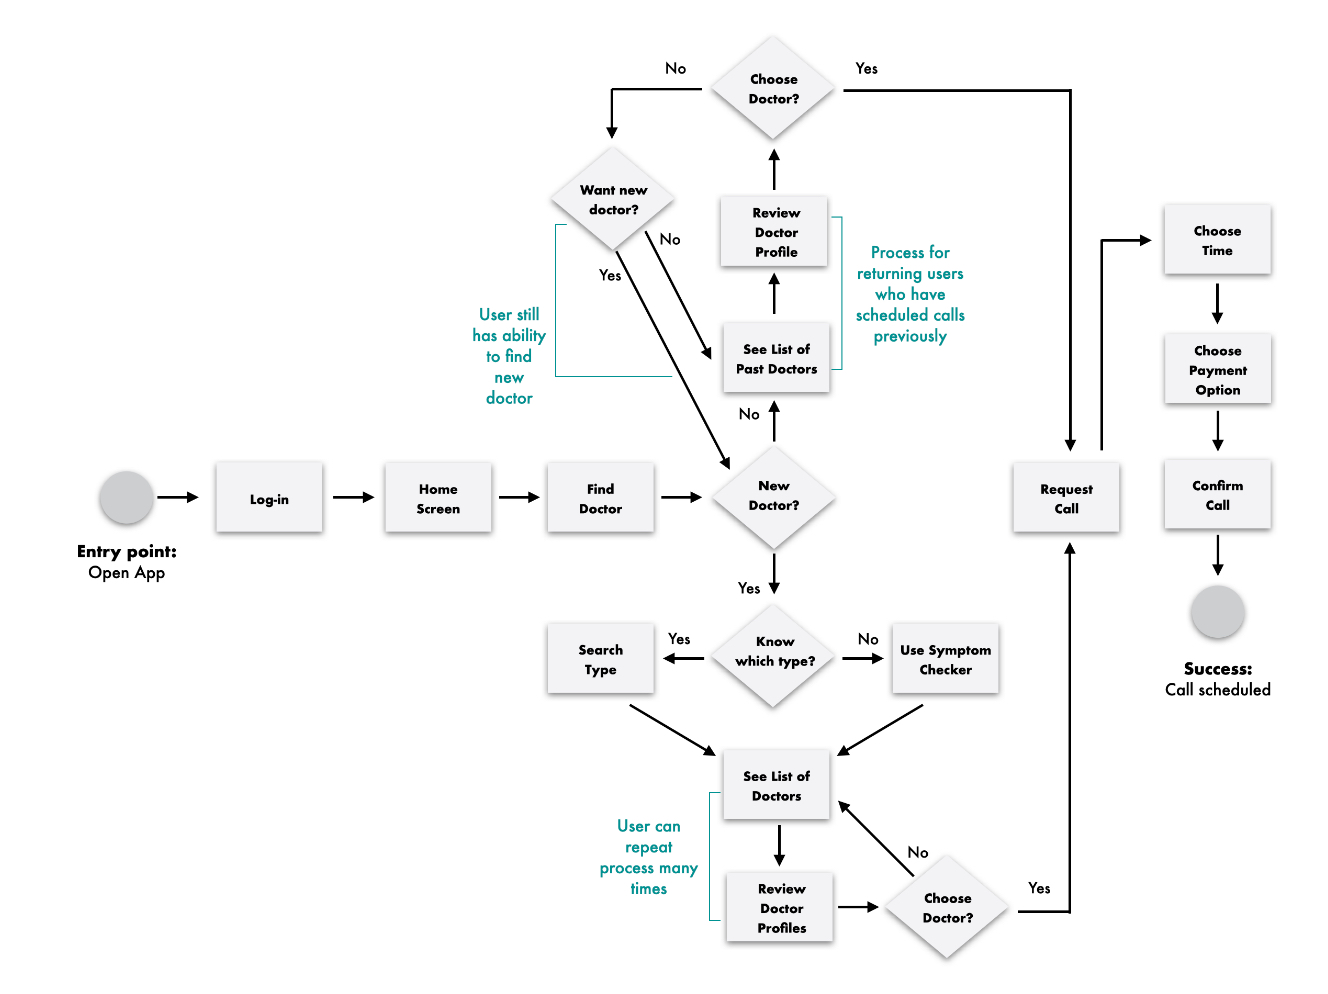 No
Choose
Doctor?
Yes
Want new
doctor?
No
Yes
Review
Doctor
Profile
Process for
returning users
who have
scheduled calls
previously
User still
has ability
to find
new
doctor
See List of
Past Doctors
No
Choose
Time
Choose
Payment
Option
Confirm
Call
Success:
Call scheduled
Entry point:
Open App
Log-in
Home
Screen
Find
Doctor
New
Doctor?
Request
Call
Yes
Search
Type
Yes
Know
which type?
No
Use Symptom
Checker
See List of
Doctors
User can
repeat
process many
times
Review
Doctor
Profiles
No
Choose
Doctor?
Yes